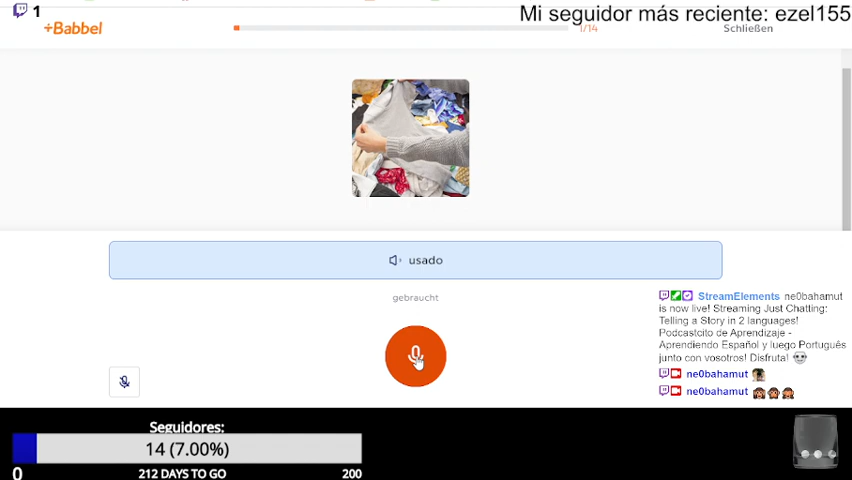 1
Mi seguidor más reciente: ezel155
+Babbel
1/14
Schließen
usado
gebraucht
StreamElements ne0bahamut
is now live! Streaming Just Chatting:
Telling a Story in 2 languages!
Podcastcito de Aprendizaje -
Aprendiendo Español y luego Português
junto con vosotros! Disfruta!
ne0bahamut
ne0bahamut
Seguidores:
14 (7.00%)
0
212 DAYS TO GO
200